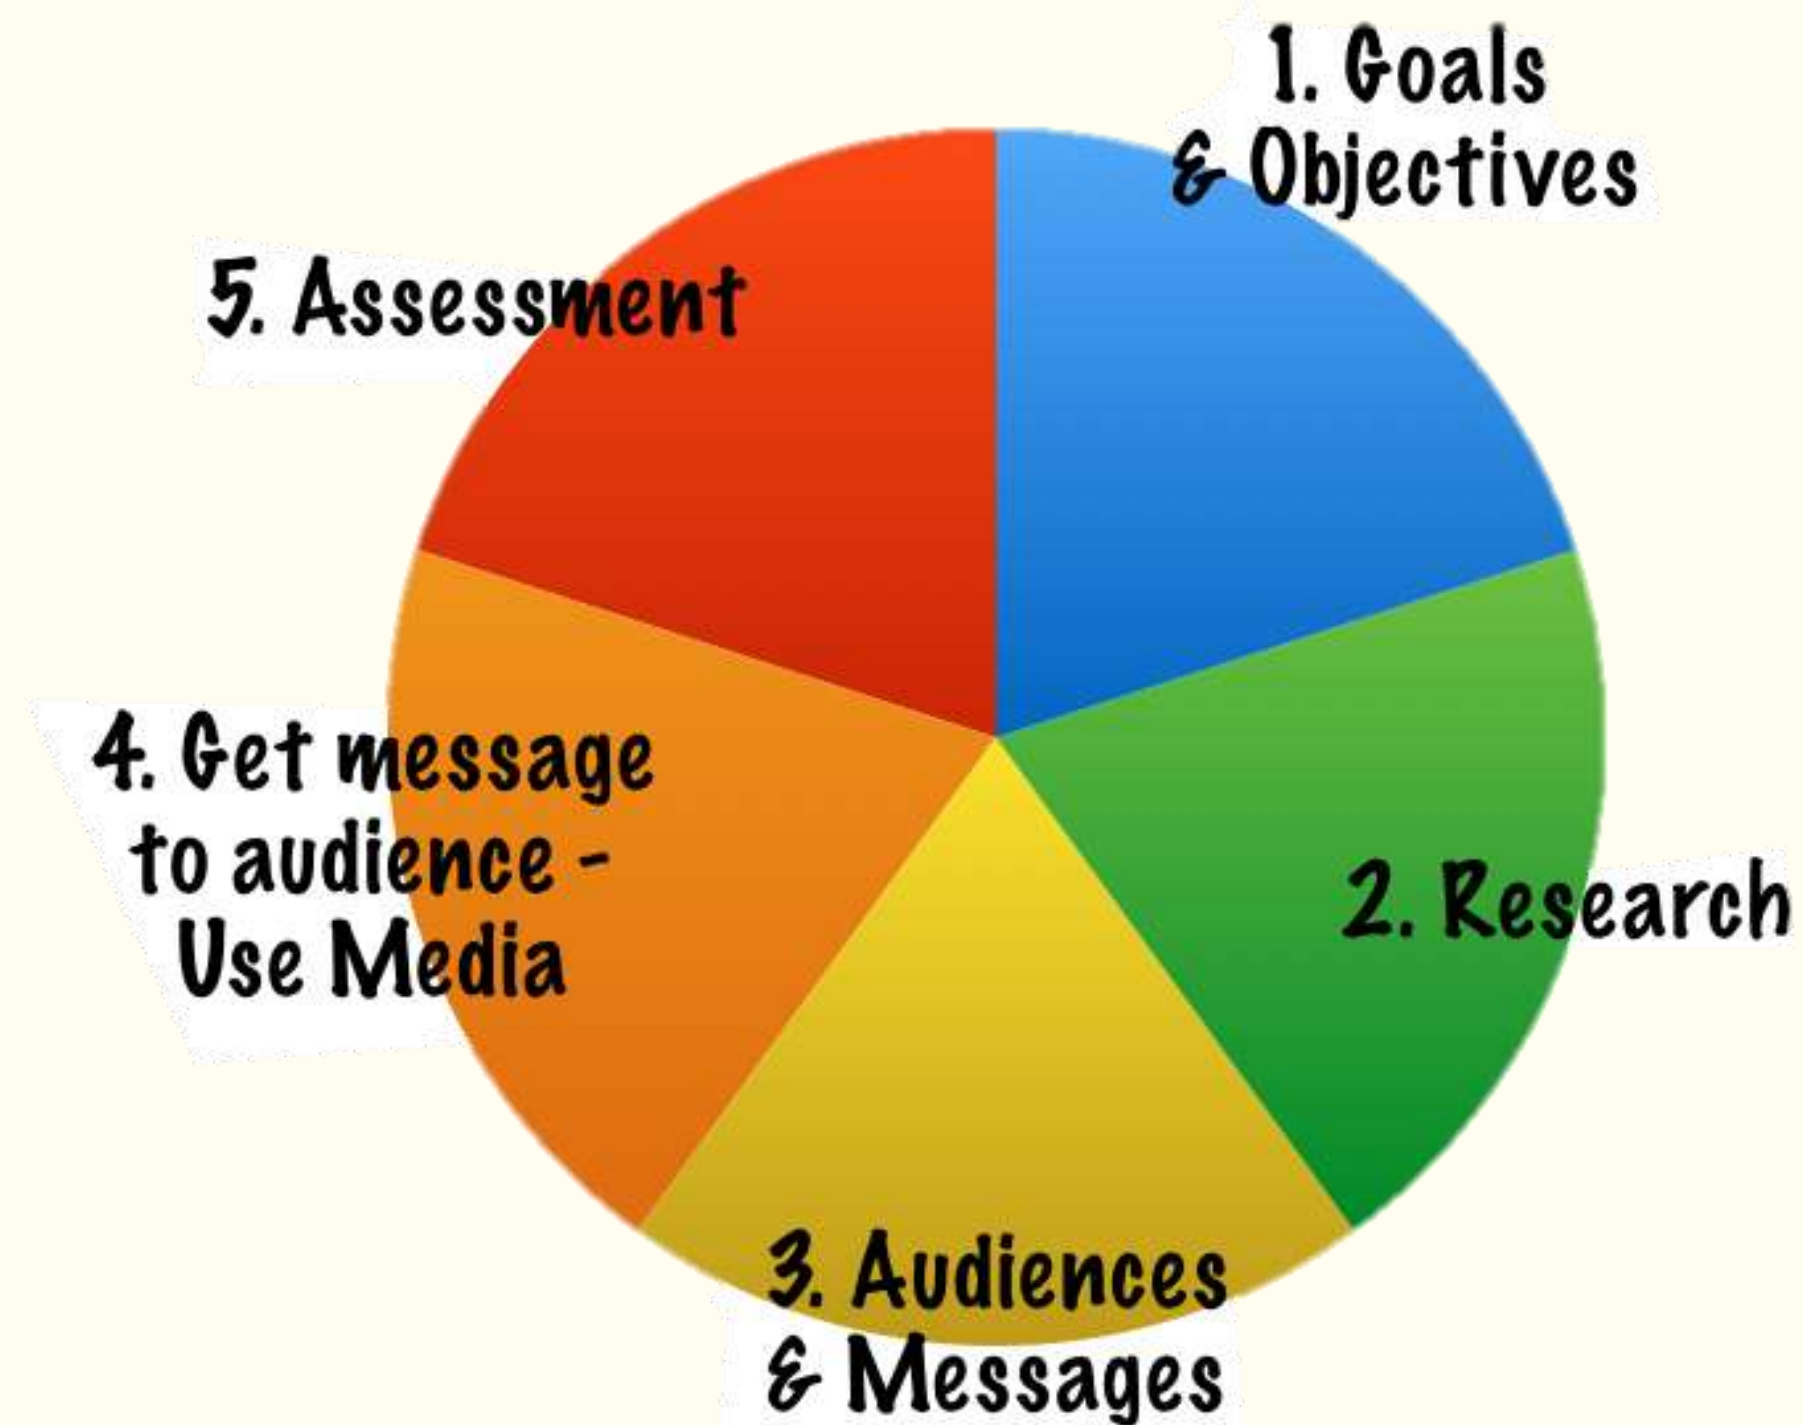 1. Goals
& Objectives
2. Research
3. Audiences
& Messages
4. Get message
to audience -
Use Media
5. Assessment